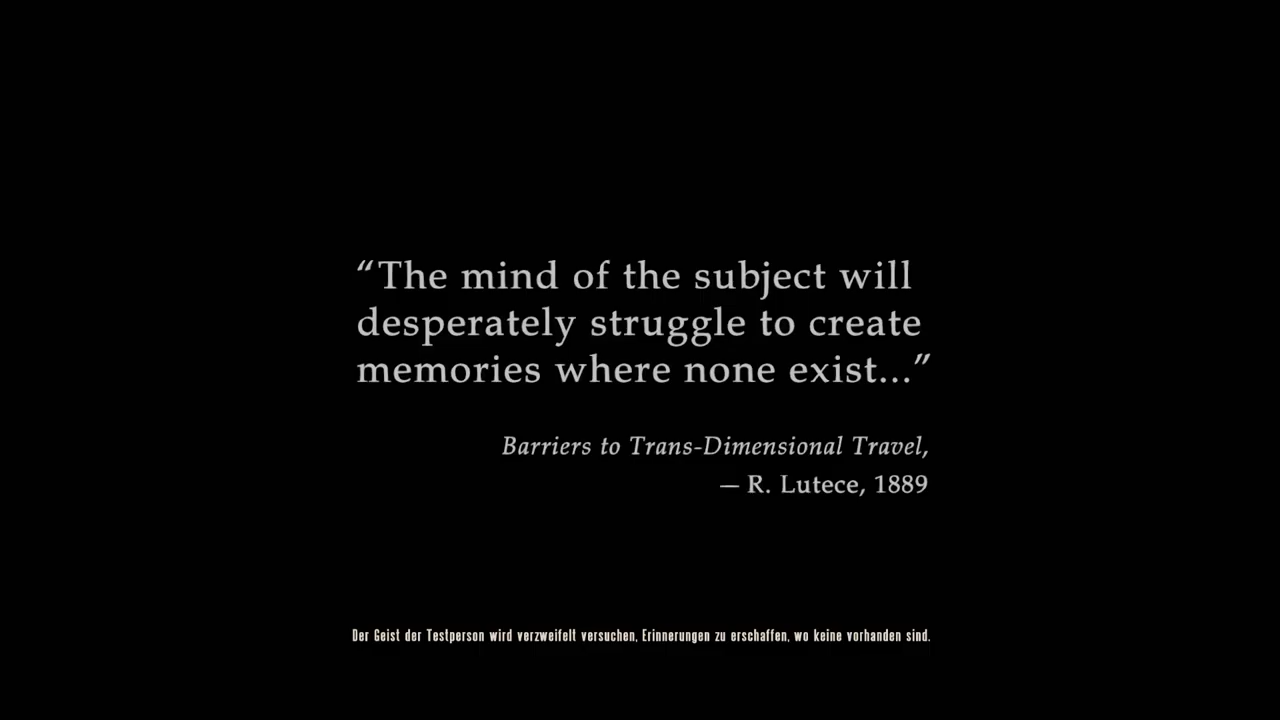 “The mind of the subject will
desperately struggle to create
memories where none exist...”
Barriers to Trans-Dimensional Travel,
— R. Lutece, 1889
Der Geist der Testperson wird verzweifelt versuchen, Erinnerungen zu erschaffen, wo keine vorhanden sind.